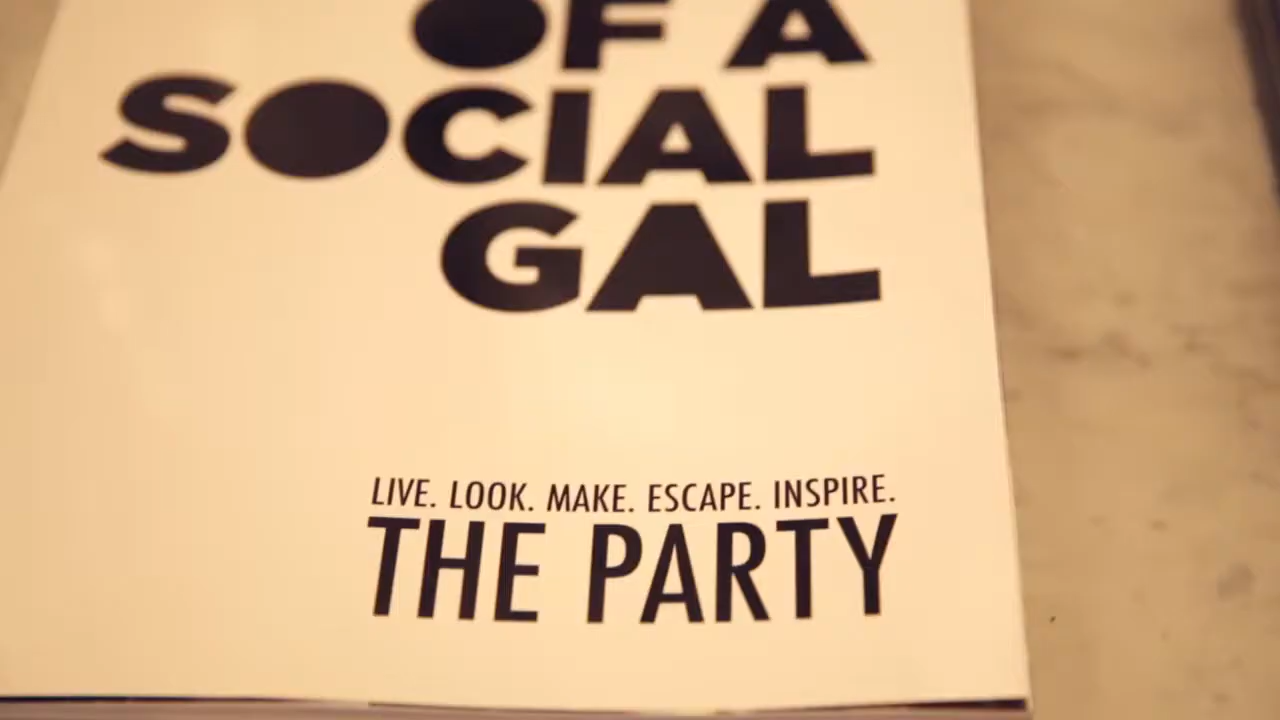 OF A
SOCIAL
GAL
LIVE. LOOK. MAKE. ESCAPE. INSPIRE.
THE PARTY